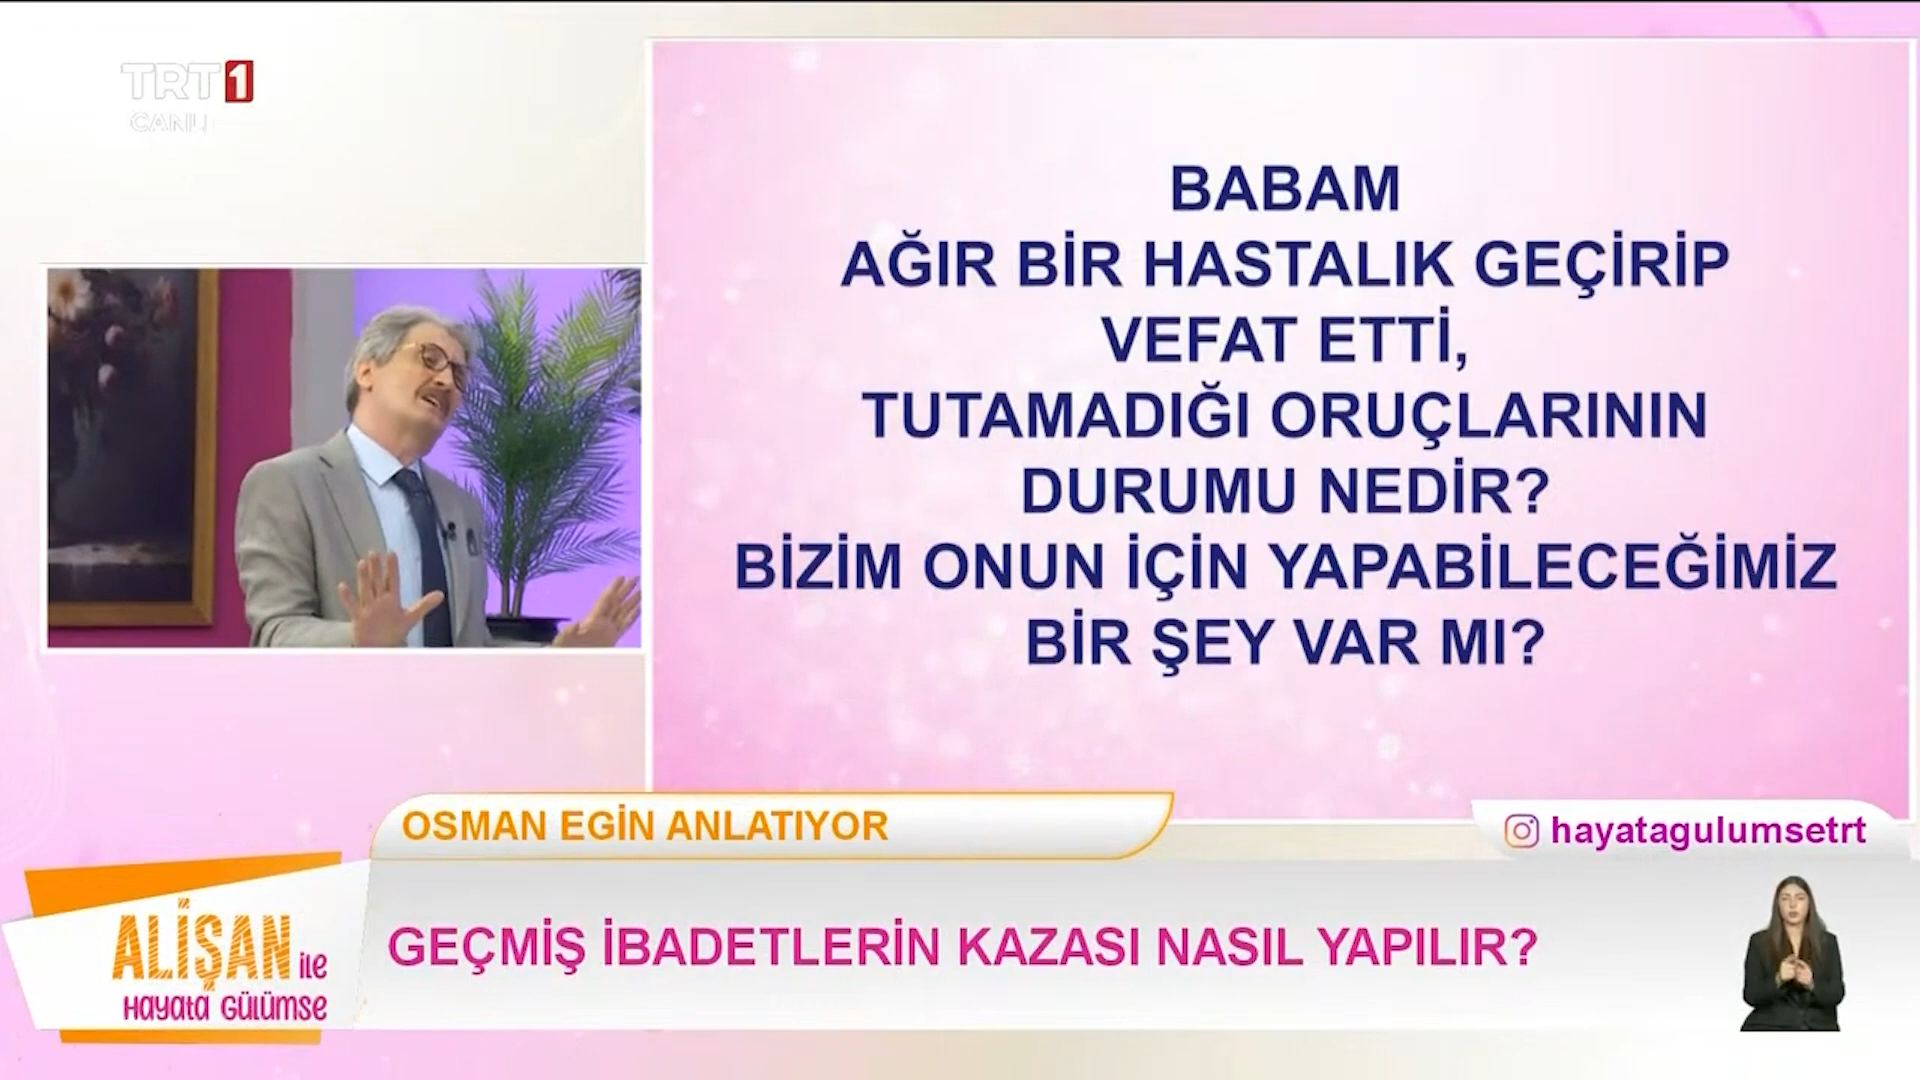 TRT 1
CANLI
BABAM
AĞIR BİR HASTALIK GEÇİRİP
VEFAT ETTİ,
TUTAMADIĞI ORUÇLARININ
DURUMU NEDİR?
BİZİM ONUN İÇİN YAPABİLECEĞİMİZ
BİR ŞEY VAR MI?
OSMAN EGİN ANLATIYOR
hayatagulumsetrt
ALİŞAN ile
HAYATA GÜLÜMSE
GEÇMİŞ İBADETLERİN KAZASI NASIL YAPILIR?